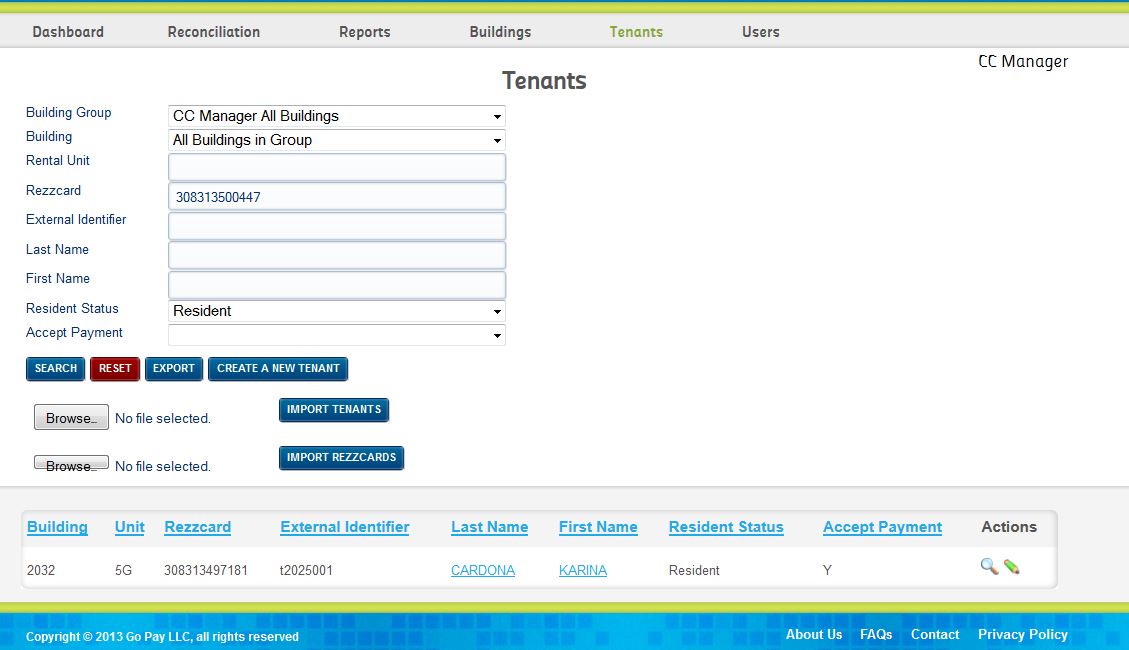 Dashboard Reconciliation Reports Buildings Tenants Users
CC Manager
Tenants
Building Group CC Manager All Buildings
Building All Buildings in Group
Rental Unit
Rezzcard 308313500447
External Identifier
Last Name
First Name
Resident Status Resident
Accept Payment
SEARCH RESET EXPORT CREATE A NEW TENANT
Browse... No file selected. IMPORT TENANTS
Browse... No file selected. IMPORT REZZCARDS
Building Unit Rezzcard External Identifier Last Name First Name Resident Status Accept Payment Actions
2032 5G 308313497181 t2025001 CARDONA KARINA Resident Y
Copyright © 2013 Go Pay LLC, all rights reserved About Us FAQs Contact Privacy Policy